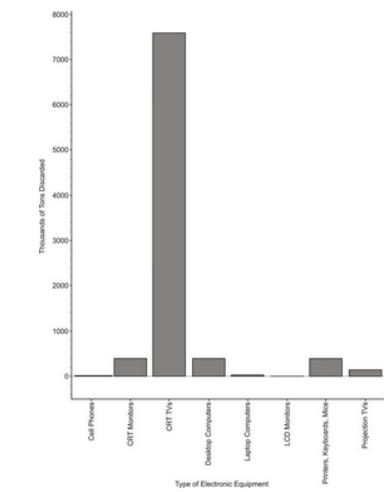 8000
7000
6000
5000
4000
3000
2000
1000
0
Thousands of Tons Discarded
Cell Phones
CRT Monitors
CRT TVs
Desktop Computers
Laptop Computers
LCD Monitors
Printers, Keyboards, Mice
Projection TVs
Type of Electronic Equipment